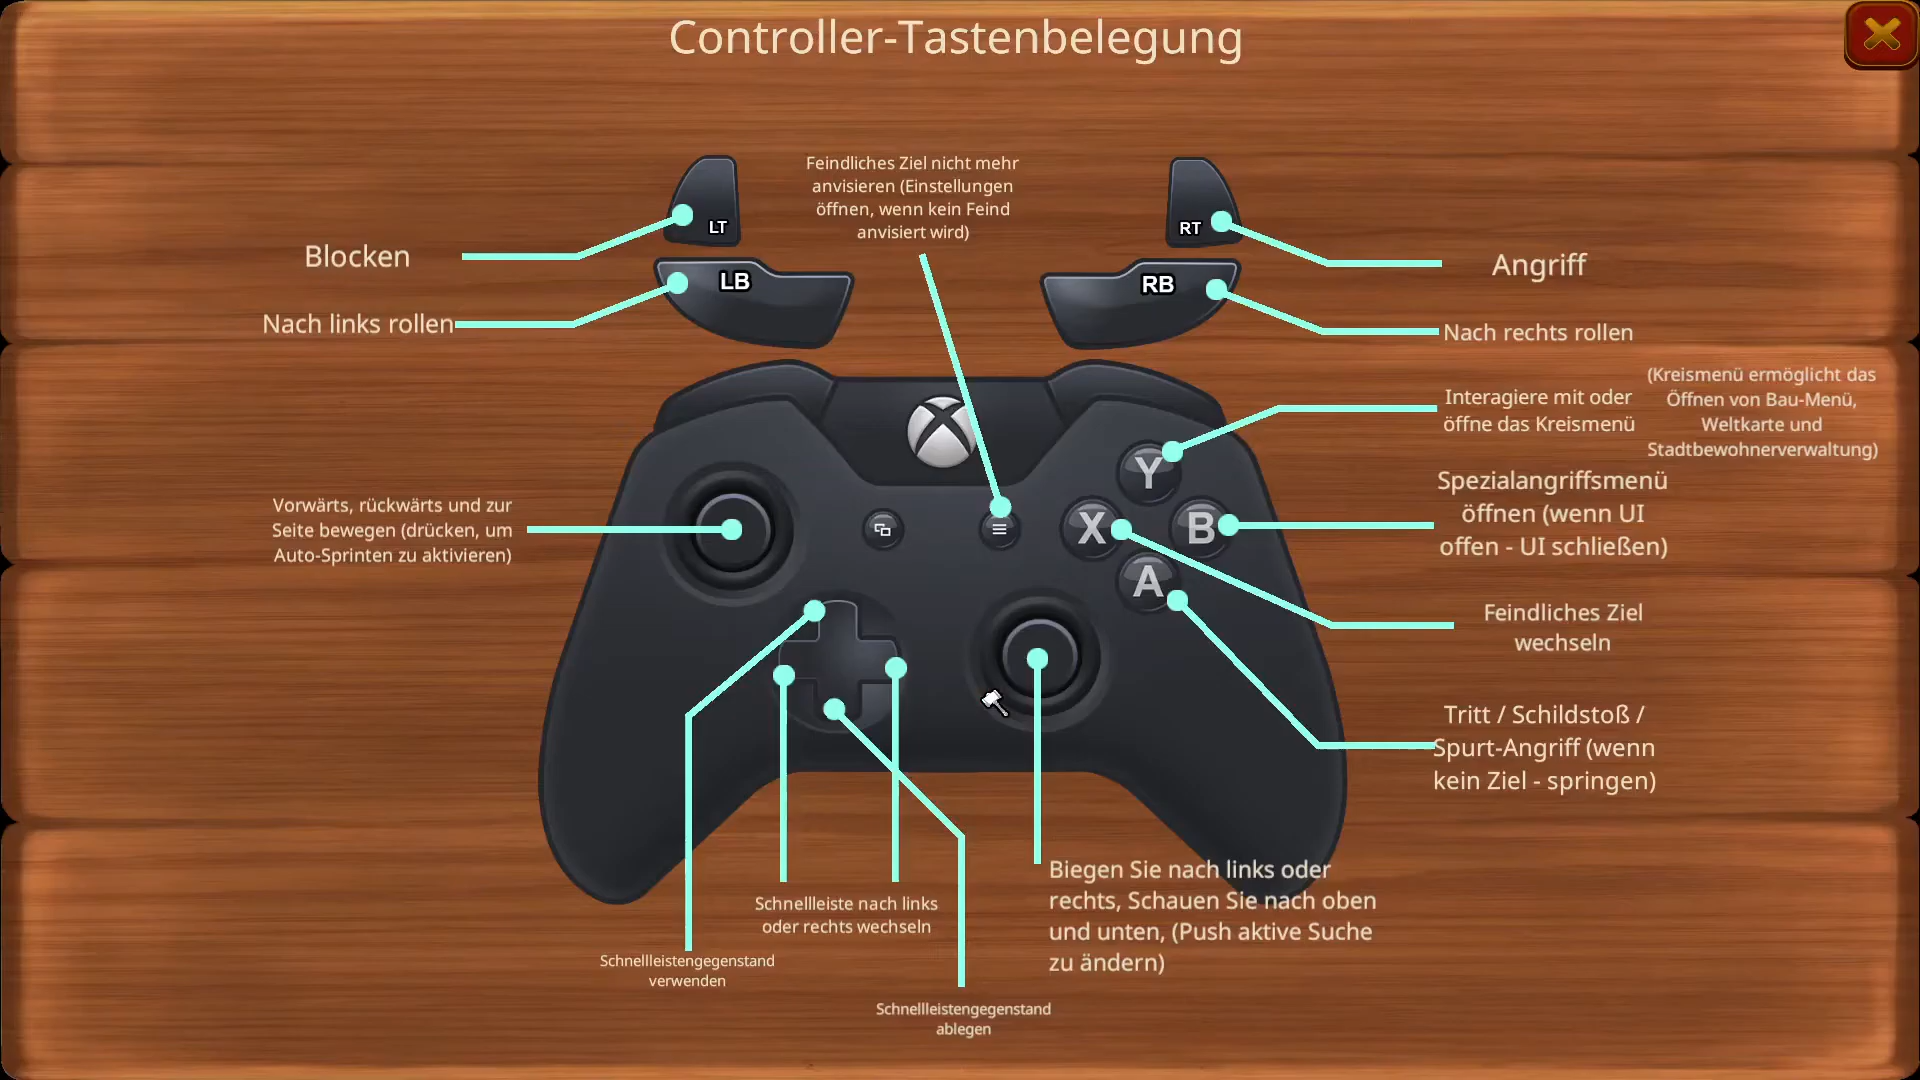 Controller-Tastenbelegung
Feindliches Ziel nicht mehr
anvisieren (Einstellungen
öffnen, wenn kein Feind
anvisiert wird)
LT
RT
Blocken
Angriff
LB
RB
Nach links rollen
Nach rechts rollen
Interagiere mit oder
öffne das Kreismenü
(Kreismenü ermöglicht das
Öffnen von Bau-Menü,
Weltkarte und
Stadtbewohnerverwaltung)
Y
X
B
A
Spezialangriffsmenü
öffnen (wenn UI
offen - UI schließen)
Vorwärts, rückwärts und zur
Seite bewegen (drücken, um
Auto-Sprinten zu aktivieren)
Feindliches Ziel
wechseln
Tritt / Schildstoß /
Spurt-Angriff (wenn
kein Ziel - springen)
Biegen Sie nach links oder
rechts, Schauen Sie nach oben
und unten, (Push aktive Suche
zu ändern)
Schnellleiste nach links
oder rechts wechseln
Schnellleistengegenstand
verwenden
Schnellleistengegenstand
ablegen